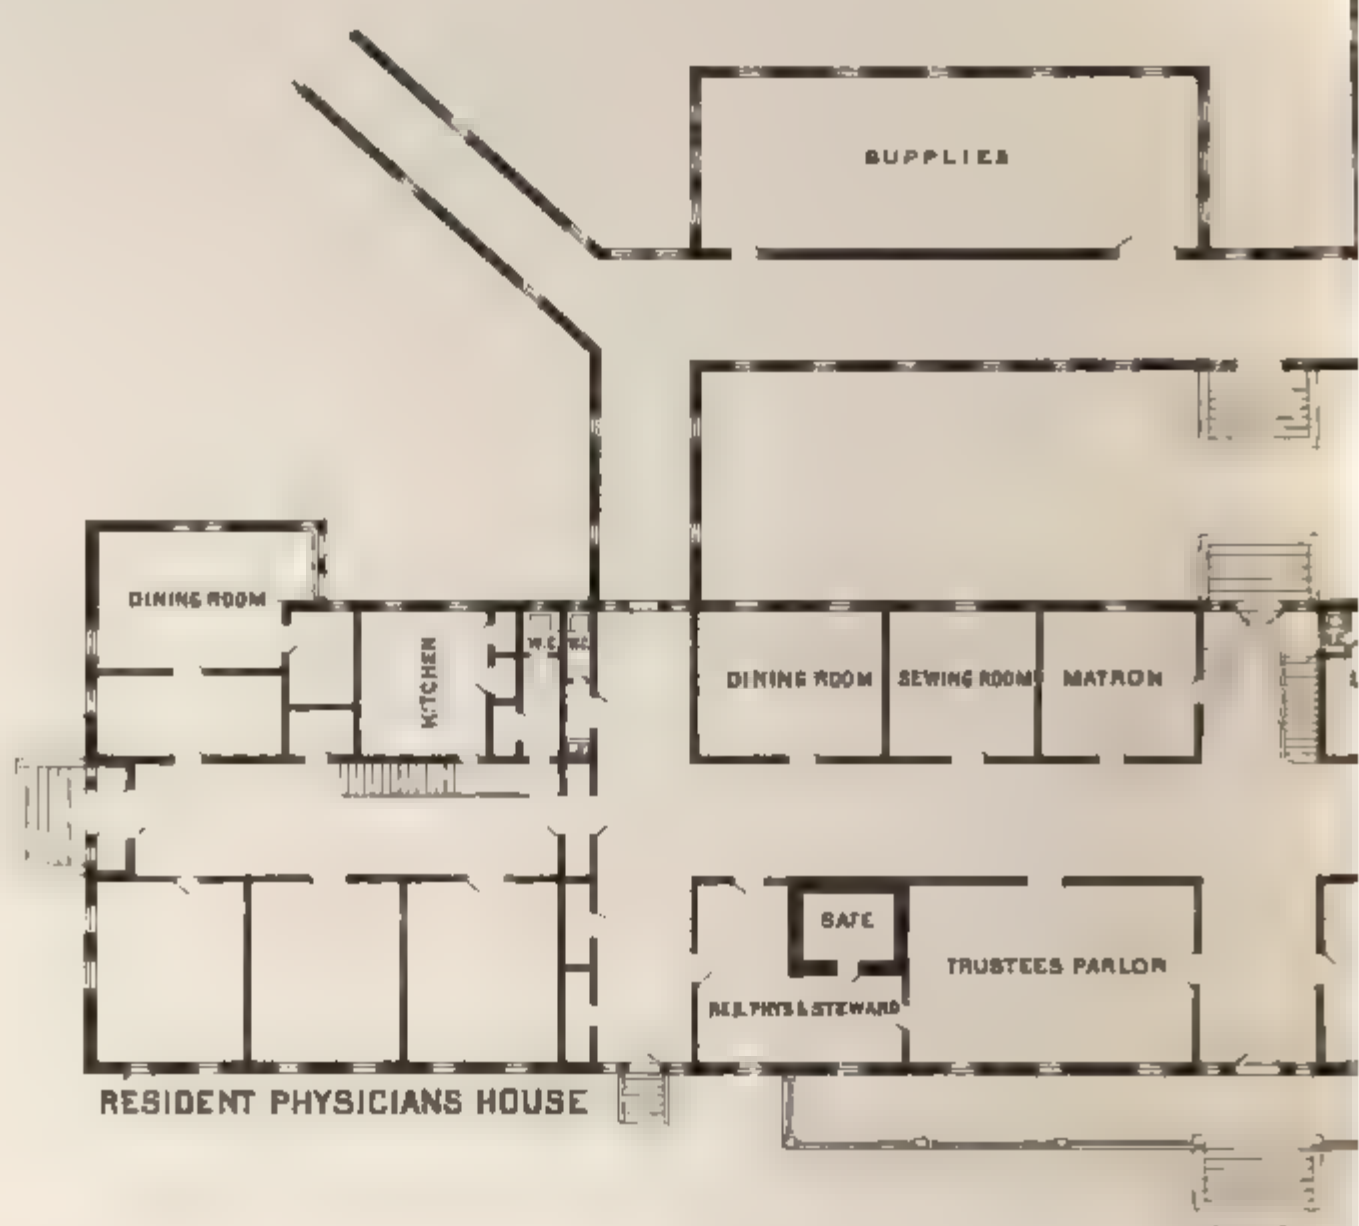 SUPPLIES
DINING ROOM
KITCHEN
W.C.
W.C.
DINING ROOM
SEWING ROOM
MATRON
SAFE
TRUSTEES PARLOR
RES. PHYS & STEWARD
RESIDENT PHYSICIANS HOUSE